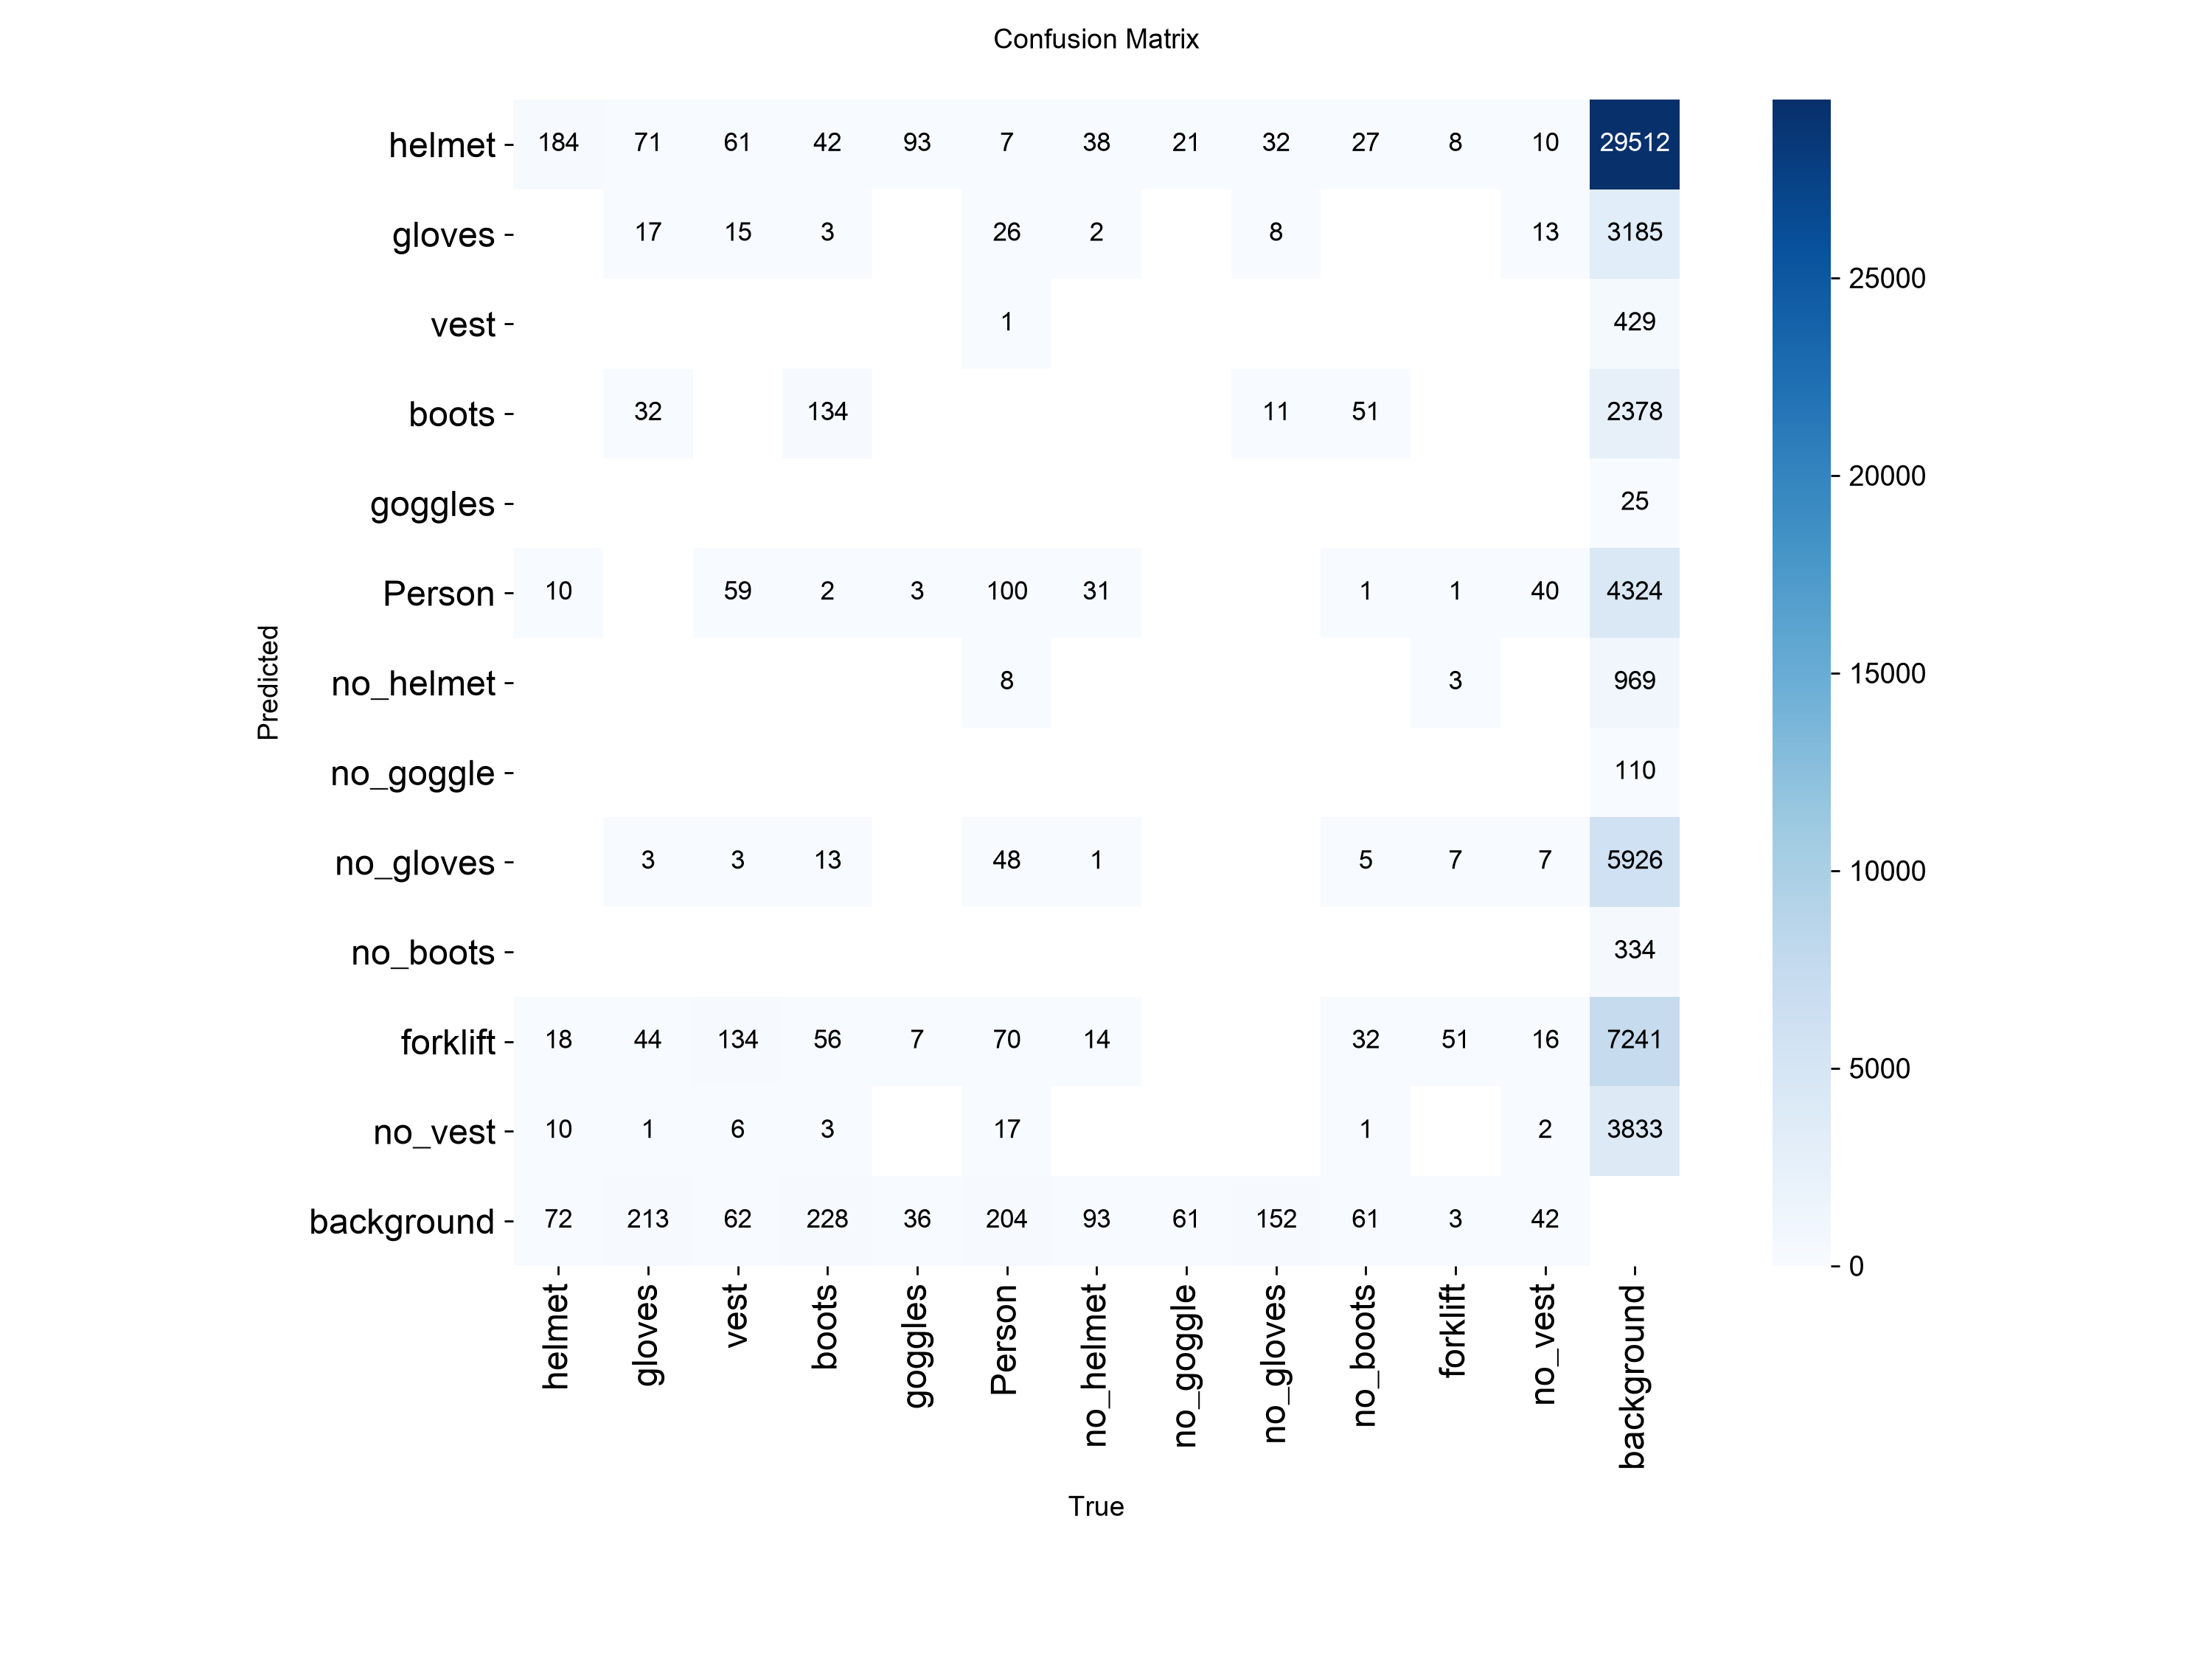 Confusion Matrix
helmet 184 71 61 42 93 7 38 21 32 27 8 10 29512
gloves 17 15 3 26 2 8 13 3185
vest 1 429
boots 32 134 11 51 2378
goggles 25
Person 10 59 2 3 100 31 1 1 40 4324
no_helmet 8 3 969
no_goggle 110
no_gloves 3 3 13 48 1 5 7 7 5926
no_boots 334
forklift 18 44 134 56 7 70 14 32 51 16 7241
no_vest 10 1 6 3 17 1 2 3833
background 72 213 62 228 36 204 93 61 152 61 3 42
helmet gloves vest boots goggles Person no_helmet no_goggle no_gloves no_boots forklift no_vest background
True
Predicted
25000
20000
15000
10000
5000
0